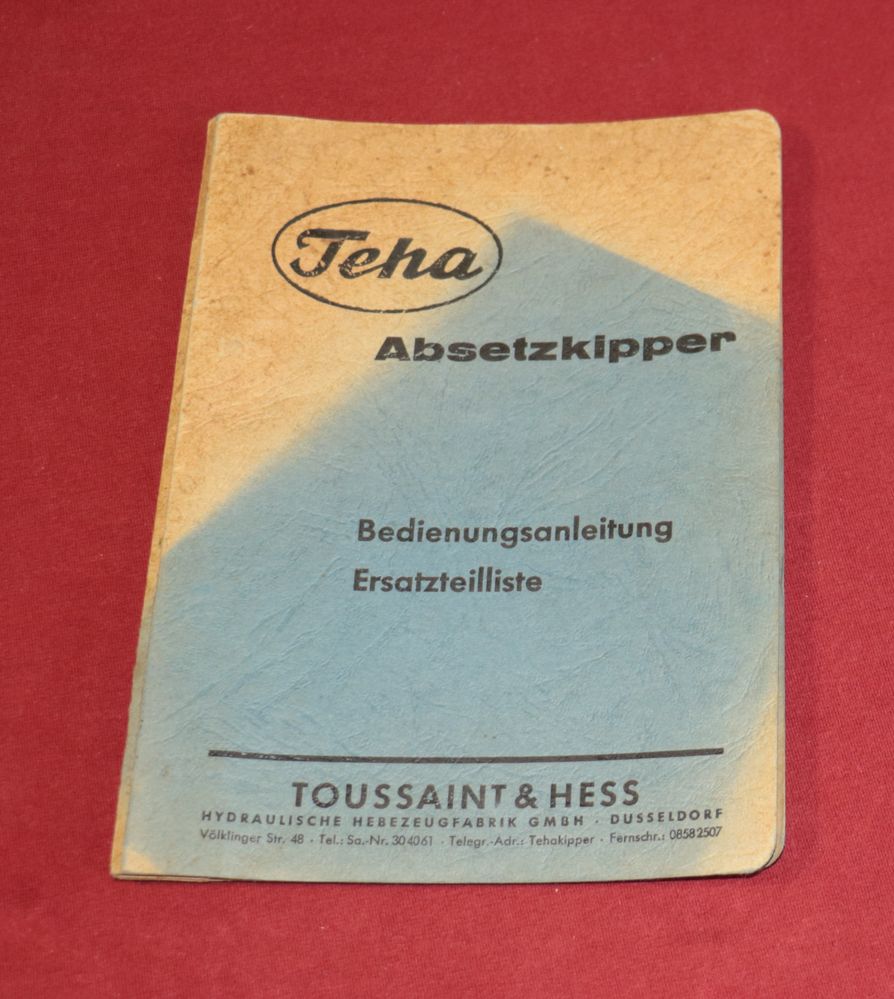 Teha
Absetzkipper
Bedienungsanleitung
Ersatzteilliste
TOUSSAINT & HESS
HYDRAULISCHE HEBEZEUGFABRIK GMBH · DUSSELDORF
Völklinger Str. 48 · Tel.: Sa.-Nr. 304061 · Telegr.-Adr.: Tehakipper · Fernschr.: 08582507